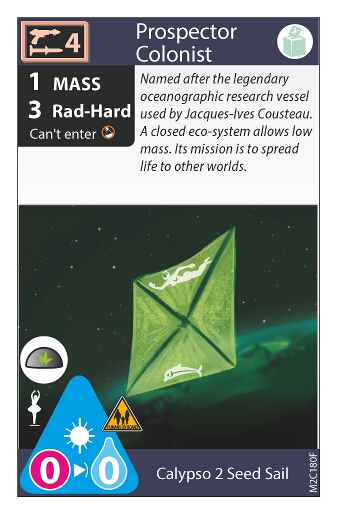 4
Prospector
Colonist
1 MASS
3 Rad-Hard
Can't enter
Named after the legendary
oceanographic research vessel
used by Jacques-Ives Cousteau.
A closed eco-system allows low
mass. Its mission is to spread
life to other worlds.
0 0
Calypso 2 Seed Sail
M2C180F